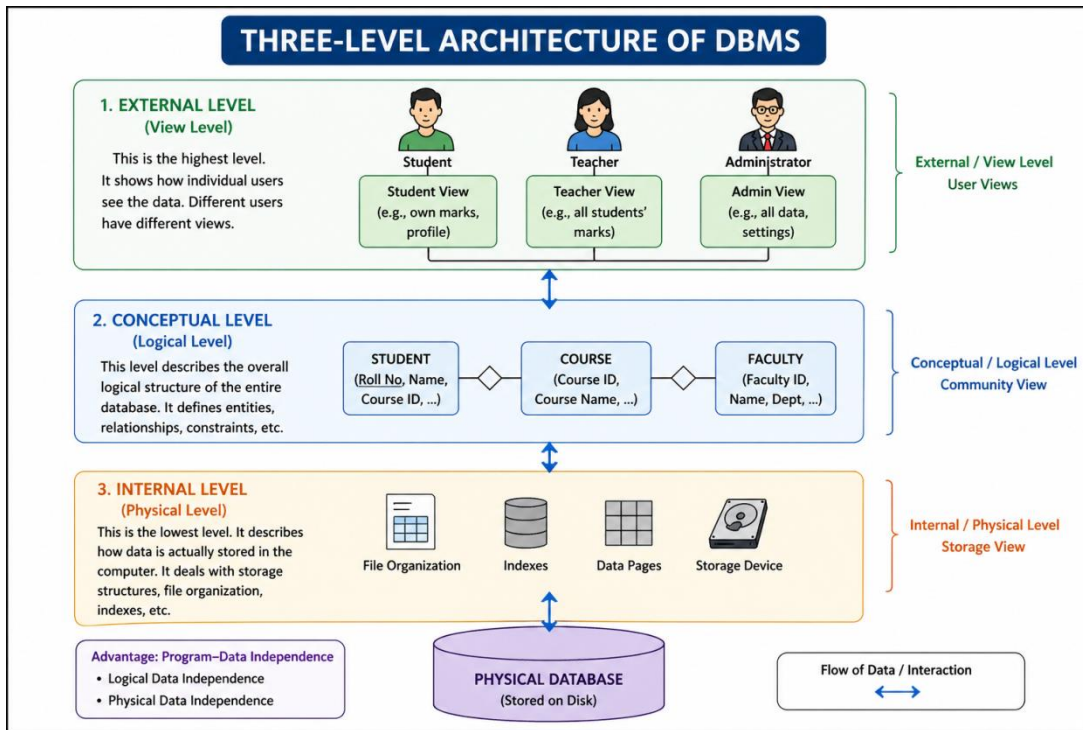 THREE-LEVEL ARCHITECTURE OF DBMS
1. EXTERNAL LEVEL
(View Level)
This is the highest level.
It shows how individual users
see the data. Different users
have different views.
Student
Teacher
Administrator
Student View
(e.g., own marks,
profile)
Teacher View
(e.g., all students'
marks)
Admin View
(e.g., all data,
settings)
External / View Level
User Views
2. CONCEPTUAL LEVEL
(Logical Level)
This level describes the overall
logical structure of the entire
database. It defines entities,
relationships, constraints, etc.
STUDENT
(Roll No, Name,
Course ID, ...)
COURSE
(Course ID,
Course Name, ...)
FACULTY
(Faculty ID,
Name, Dept, ...)
Conceptual / Logical Level
Community View
3. INTERNAL LEVEL
(Physical Level)
This is the lowest level. It describes
how data is actually stored in the
computer. It deals with storage
structures, file organization,
indexes, etc.
File Organization
Indexes
Data Pages
Storage Device
Internal / Physical Level
Storage View
Advantage: Program–Data Independence
• Logical Data Independence
• Physical Data Independence
PHYSICAL DATABASE
(Stored on Disk)
Flow of Data / Interaction